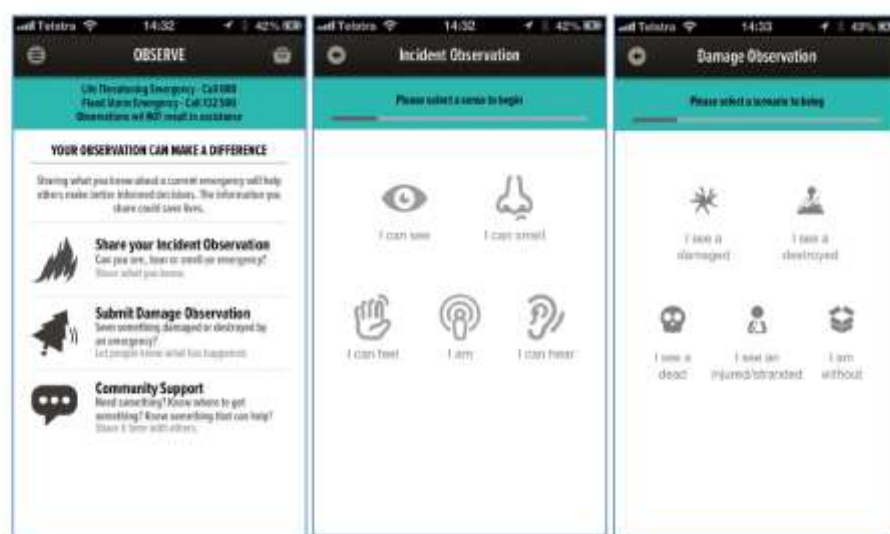 Telstra 14:32 42%
OBSERVE
Life Threatening Emergency - Call 000
Flood Storm Emergency - Call 132 500
Observations will NOT result in assistance
YOUR OBSERVATION CAN MAKE A DIFFERENCE
Sharing what you know about a current emergency will help
others make better informed decisions. The information you
share could save lives.
Share your Incident Observation
Can you see, hear or smell an emergency?
Share what you know.
Submit Damage Observation
Seen something damaged or destroyed by
an emergency?
Let people know what has happened.
Community Support
Need something? Know where to get
something? Know something that can help?
Share it here with others.
Telstra 14:32 42%
Incident Observation
Please select a sense to begin
I can see
I can smell
I can feel
I am
I can hear
Telstra 14:33 43%
Damage Observation
Please select a scenario to being
I see a
damaged
I see a
destroyed
I see a
dead
I see an
injured/stranded
I am
without